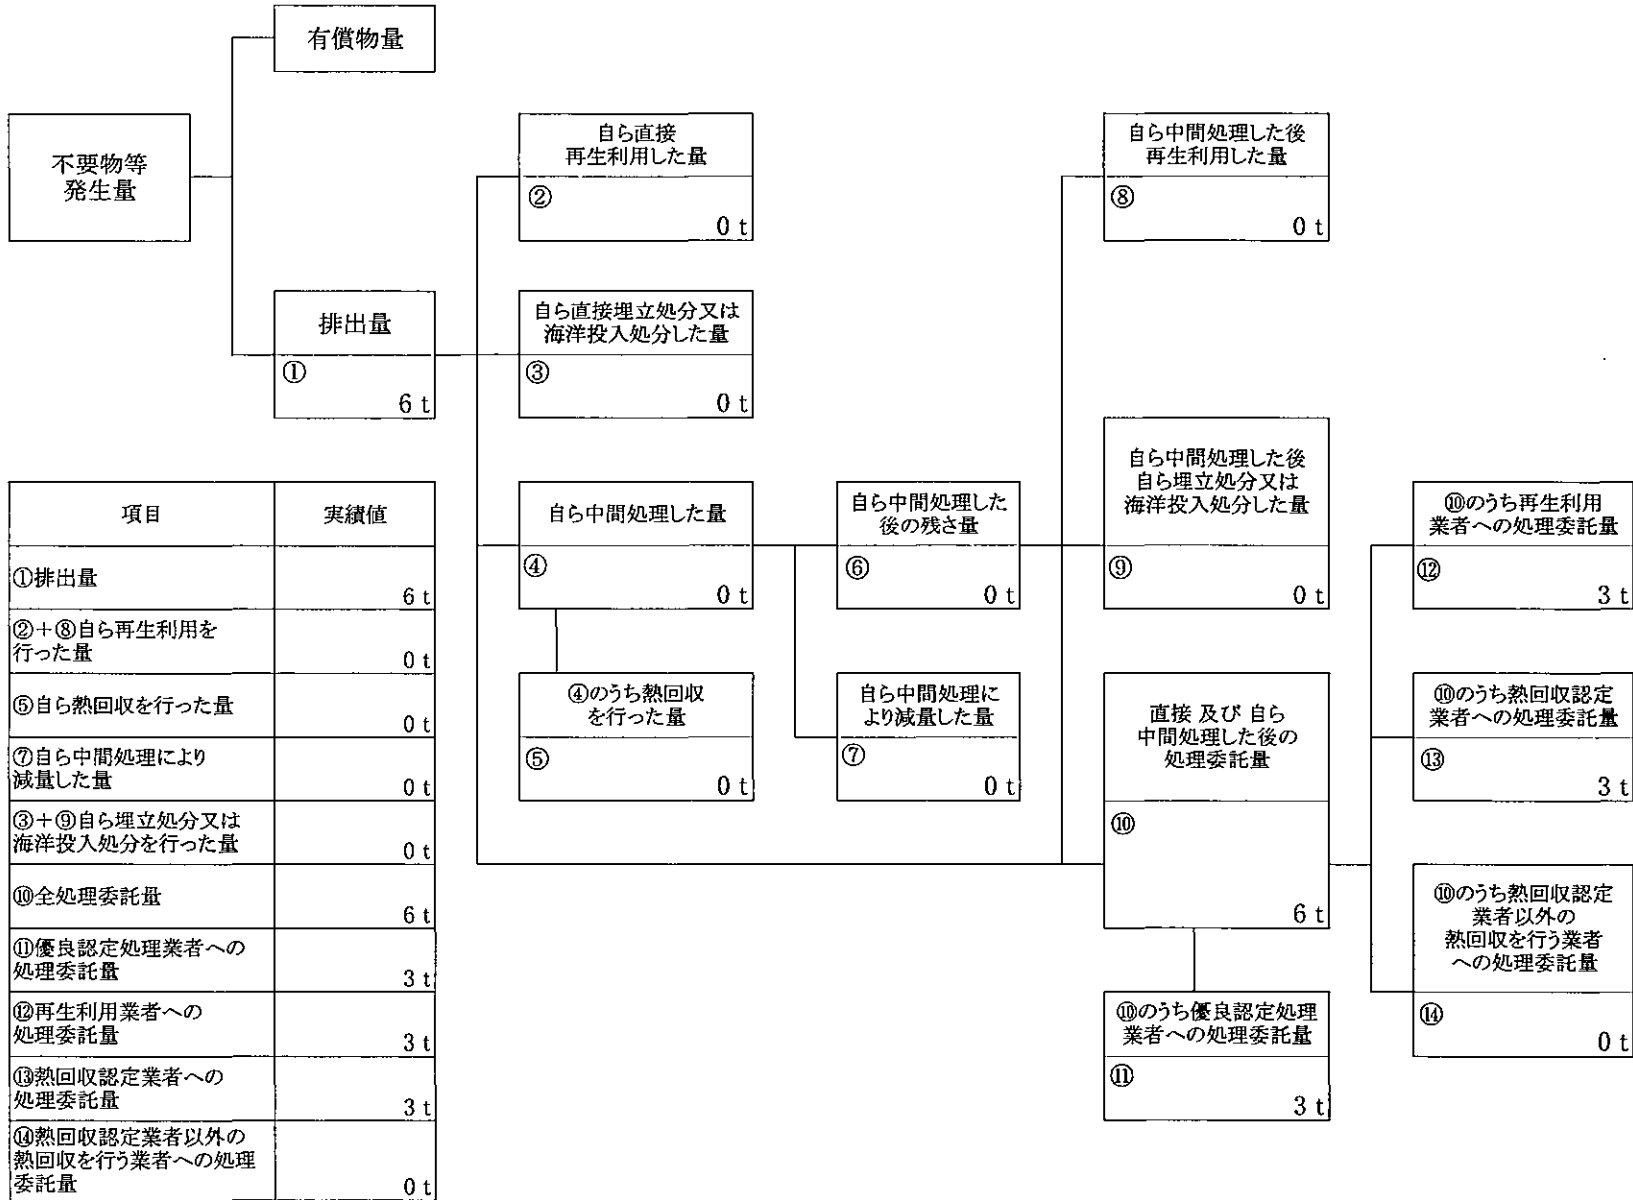 有償物量
不要物等
発生量
自ら直接
再生利用した量
②
0 t
自ら中間処理した後
再生利用した量
⑧
0 t
排出量
①
6 t
自ら直接埋立処分又は
海洋投入処分した量
③
0 t
自ら中間処理した量
④
0 t
自ら中間処理した
後の残さ量
⑥
0 t
自ら中間処理した後
自ら埋立処分又は
海洋投入処分した量
⑨
0 t
⑩のうち再生利用
業者への処理委託量
⑫
3 t
④のうち熱回収
を行った量
⑤
0 t
自ら中間処理に
より減量した量
⑦
0 t
直接 及び 自ら
中間処理した後の
処理委託量
⑩
6 t
⑩のうち熱回収認定
業者への処理委託量
⑬
3 t
⑩のうち熱回収認定
業者以外の
熱回収を行う業者
への処理委託量
⑭
0 t
⑩のうち優良認定処理
業者への処理委託量
⑪
3 t
項目 実績値
①排出量
6 t
②+⑧自ら再生利用を
行った量
0 t
⑤自ら熱回収を行った量
0 t
⑦自ら中間処理により
減量した量
0 t
③+⑨自ら埋立処分又は
海洋投入処分を行った量
0 t
⑩全処理委託量
6 t
⑪優良認定処理業者への
処理委託量
3 t
⑫再生利用業者への
処理委託量
3 t
⑬熱回収認定業者への
処理委託量
3 t
⑭熱回収認定業者以外の
熱回収を行う業者への処理
委託量
0 t